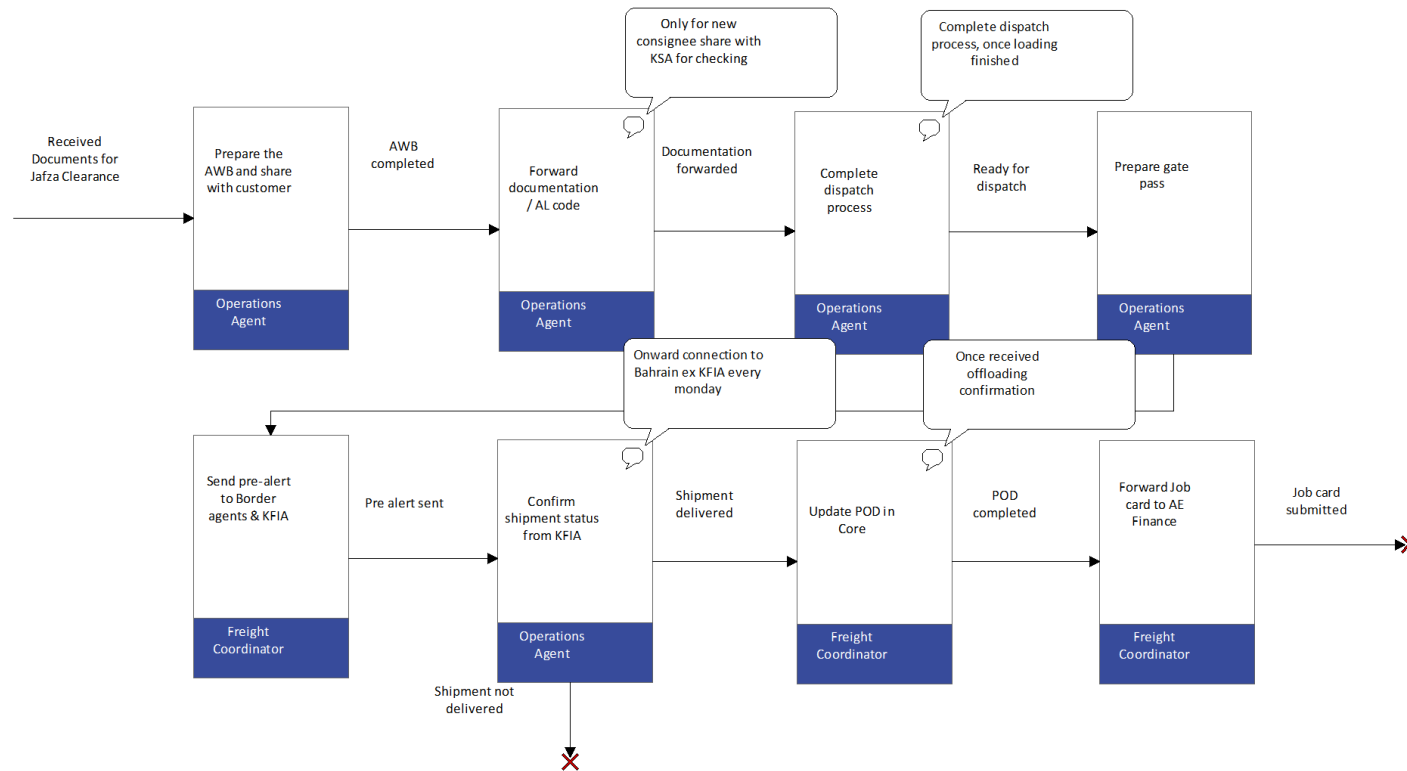 Only for new
consignee share with
KSA for checking
Complete dispatch
process, once loading
finished
Received
Documents for
Jafza Clearance
Prepare the
AWB and share
with customer
Operations
Agent
AWB
completed
Forward
documentation
/ AL code
Operations
Agent
Documentation
forwarded
Complete
dispatch
process
Operations
Agent
Ready for
dispatch
Prepare gate
pass
Operations
Agent
Onward connection to
Bahrain ex KFIA every
monday
Once received
offloading
confirmation
Send pre-alert
to Border
agents & KFIA
Freight
Coordinator
Pre alert sent
Confirm
shipment status
from KFIA
Operations
Agent
Shipment not
delivered
Shipment
delivered
Update POD in
Core
Freight
Coordinator
POD
completed
Forward Job
card to AE
Finance
Freight
Coordinator
Job card
submitted